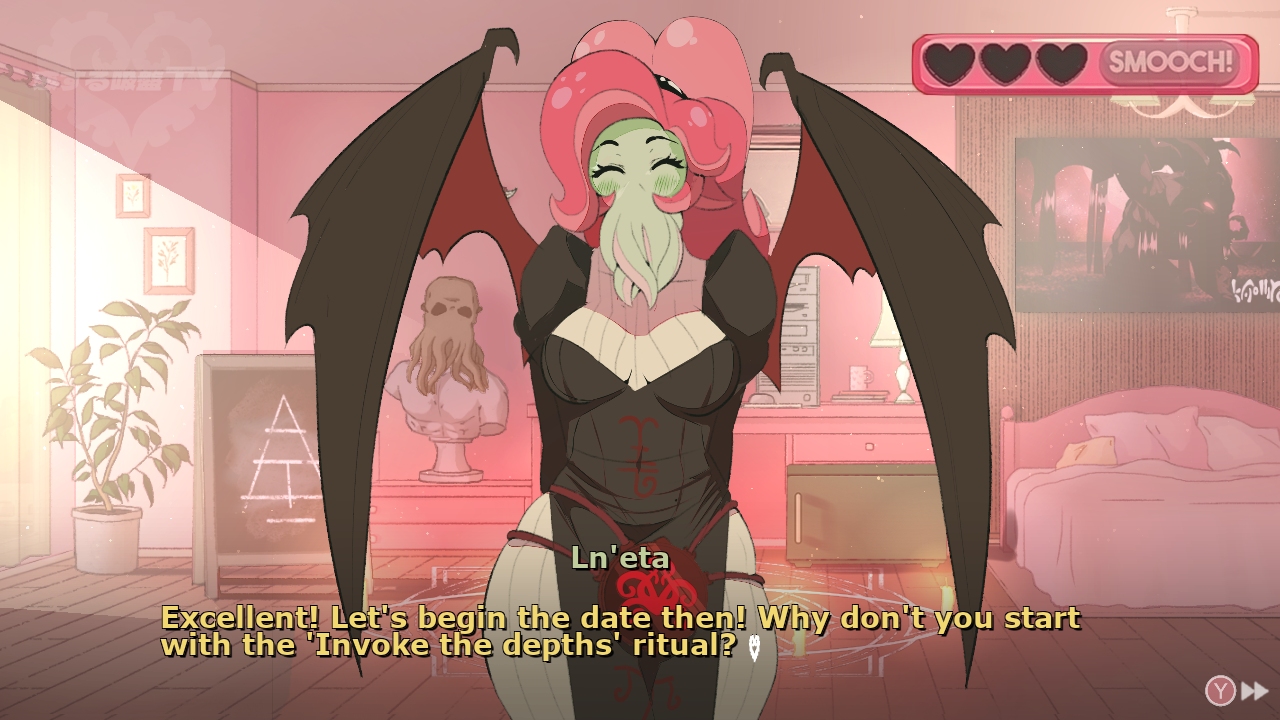 SMOOCH!
Ln'eta
Excellent! Let's begin the date then! Why don't you start
with the 'Invoke the depths' ritual?
Y